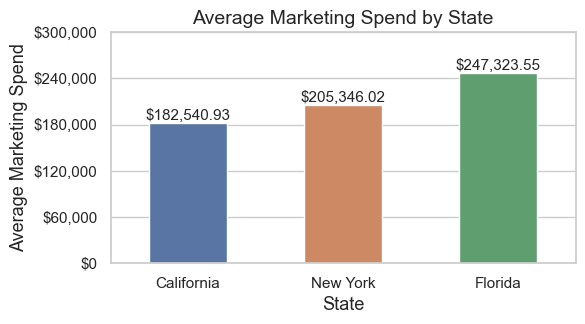 Average Marketing Spend by State
Average Marketing Spend
$300,000
$240,000
$180,000
$120,000
$60,000
$0
$182,540.93
$205,346.02
$247,323.55
California
New York
Florida
State